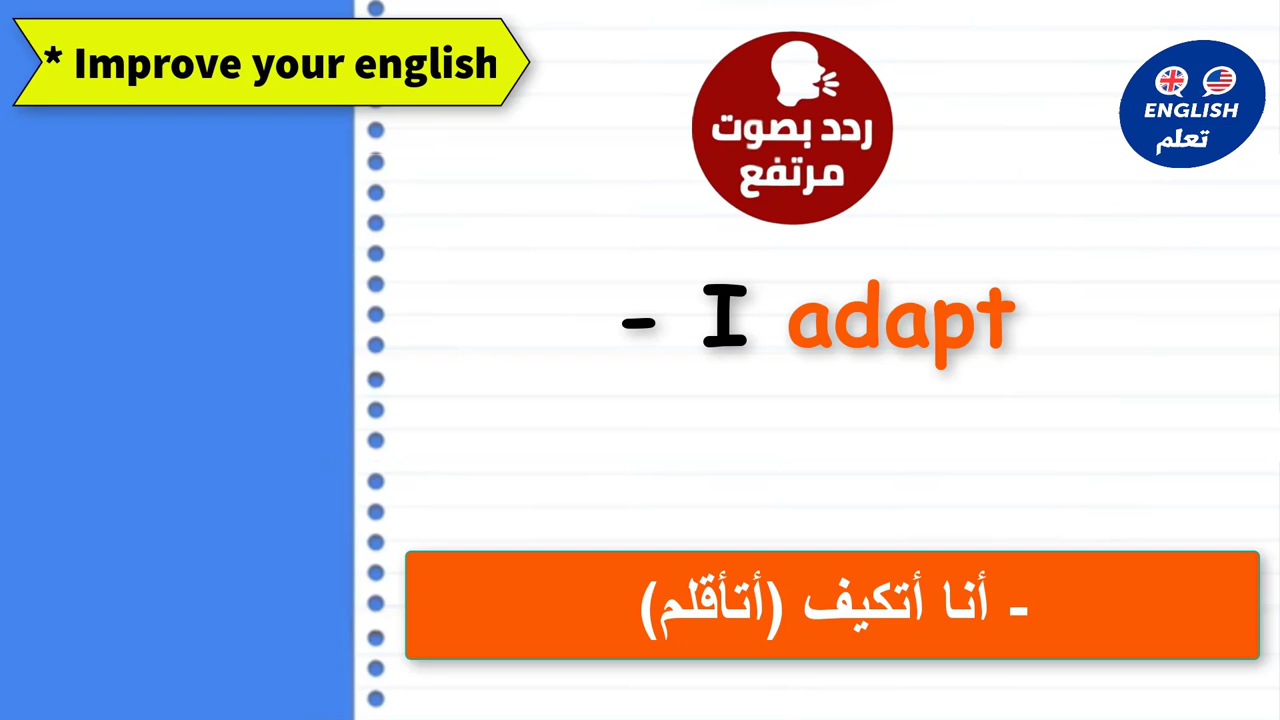 * Improve your english
ردد بصوت
مرتفع
ENGLISH
تعلم
- I adapt
- أنا أتكيف (أتأقلم)